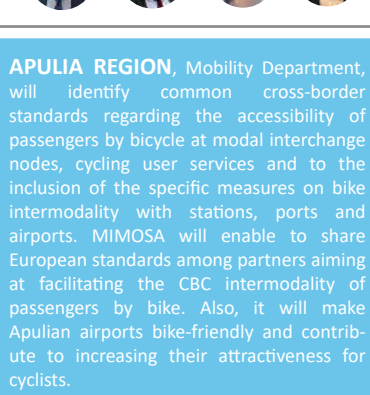 APULIA REGION, Mobility Department,
will identify common cross-border
standards regarding the accessibility of
passengers by bicycle at modal interchange
nodes, cycling user services and to the
inclusion of the specific measures on bike
intermodality with stations, ports and
airports. MIMOSA will enable to share
European standards among partners aiming
at facilitating the CBC intermodality of
passengers by bike. Also, it will make
Apulian airports bike-friendly and contrib-
ute to increasing their attractiveness for
cyclists.